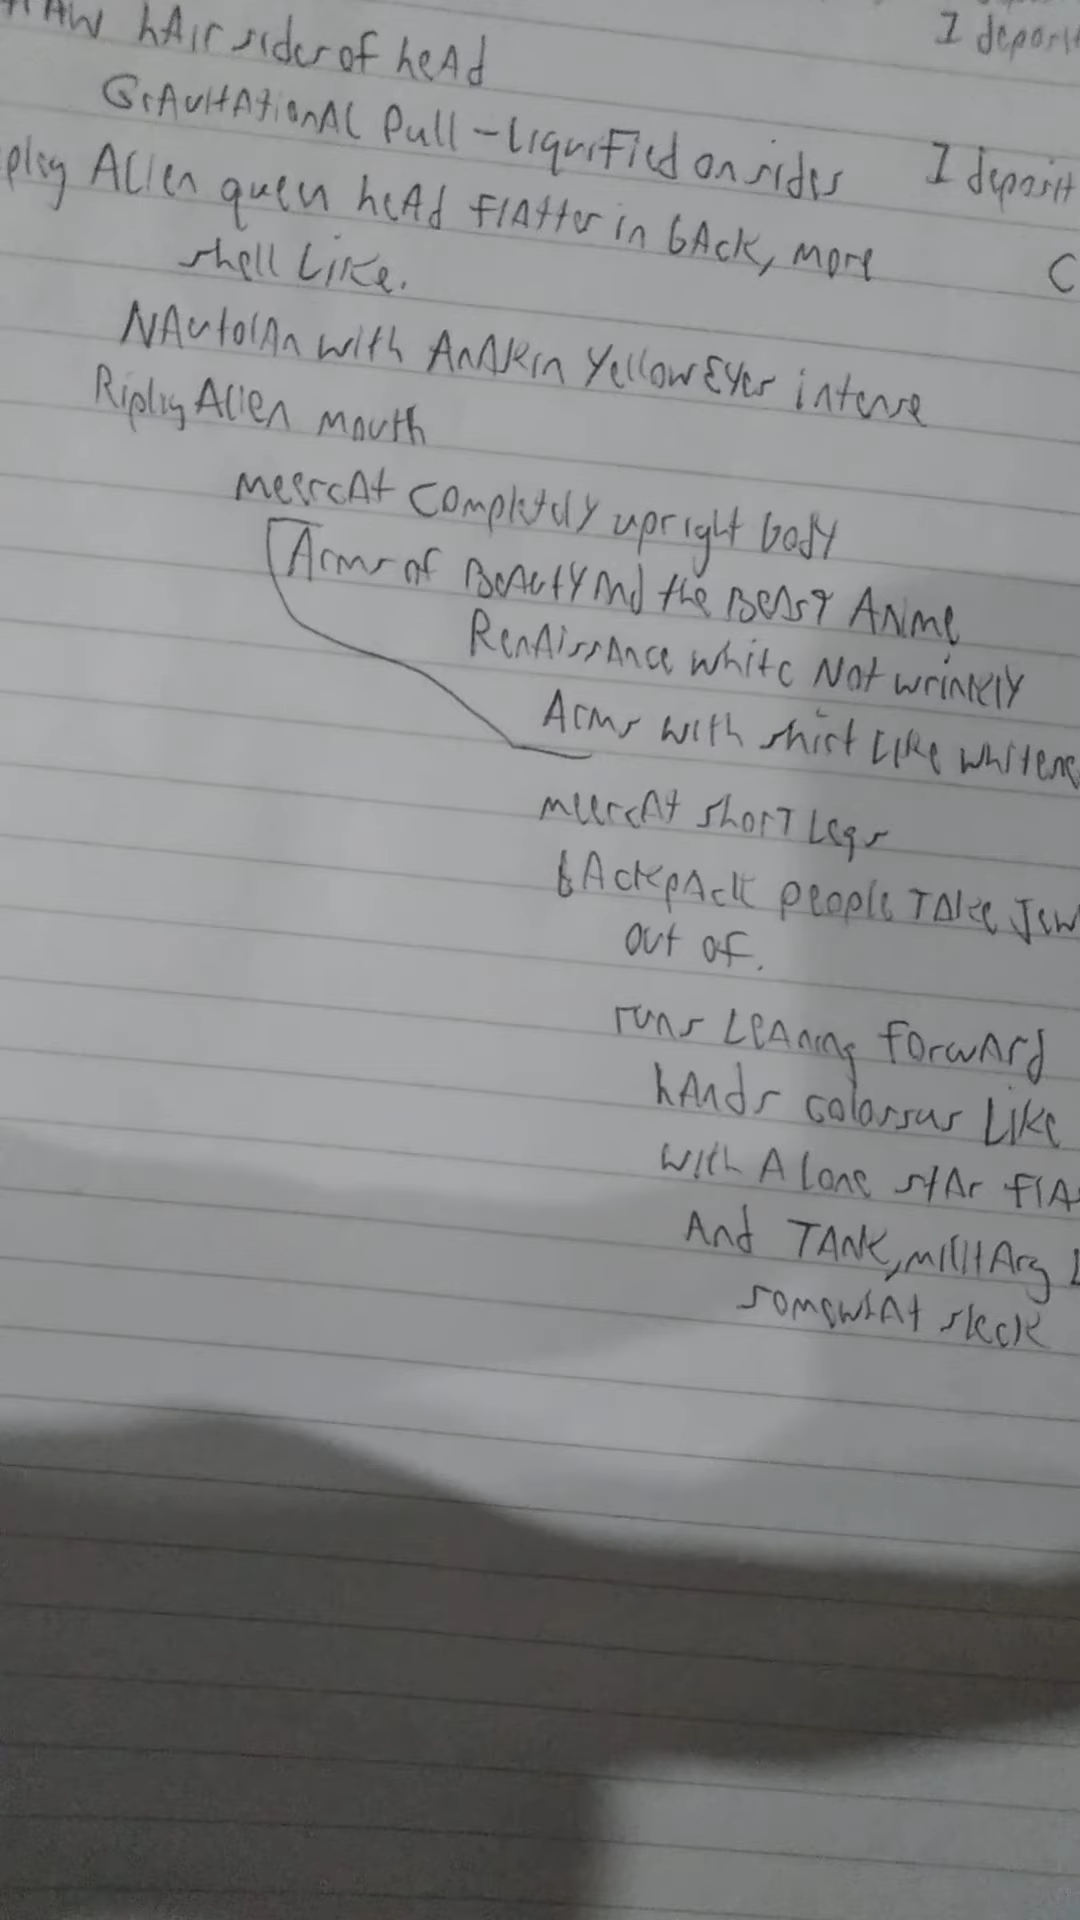 hair sides of head
I deposit
Gravitational Pull - Liquified on sides
I deposit
Alien queen head flatter in back, more
shell like.
C
Nautolan with Anakin Yellow Eyes intense
Ripley Alien mouth
meercat completely upright body
Arms of Beauty and the Beast Anime
Renaissance white Not wrinkly
Arms with shirt like
meercat short Legs
backpack people Take
out of.
runs Leaning forward
hands colossus Like
with A Lone star
And TANK, military
somewhat sleek